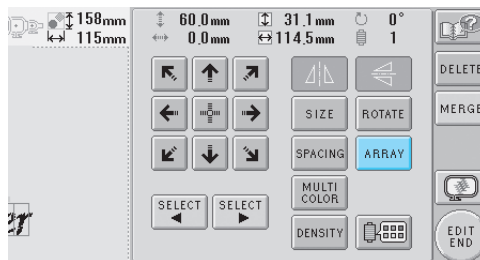 158mm 60.0mm 31.1mm 0°
115mm 0.0mm 114.5mm 1
DELETE
SIZE ROTATE MERGE
SPACING ARRAY
MULTI
COLOR
SELECT SELECT
DENSITY EDIT
END
er